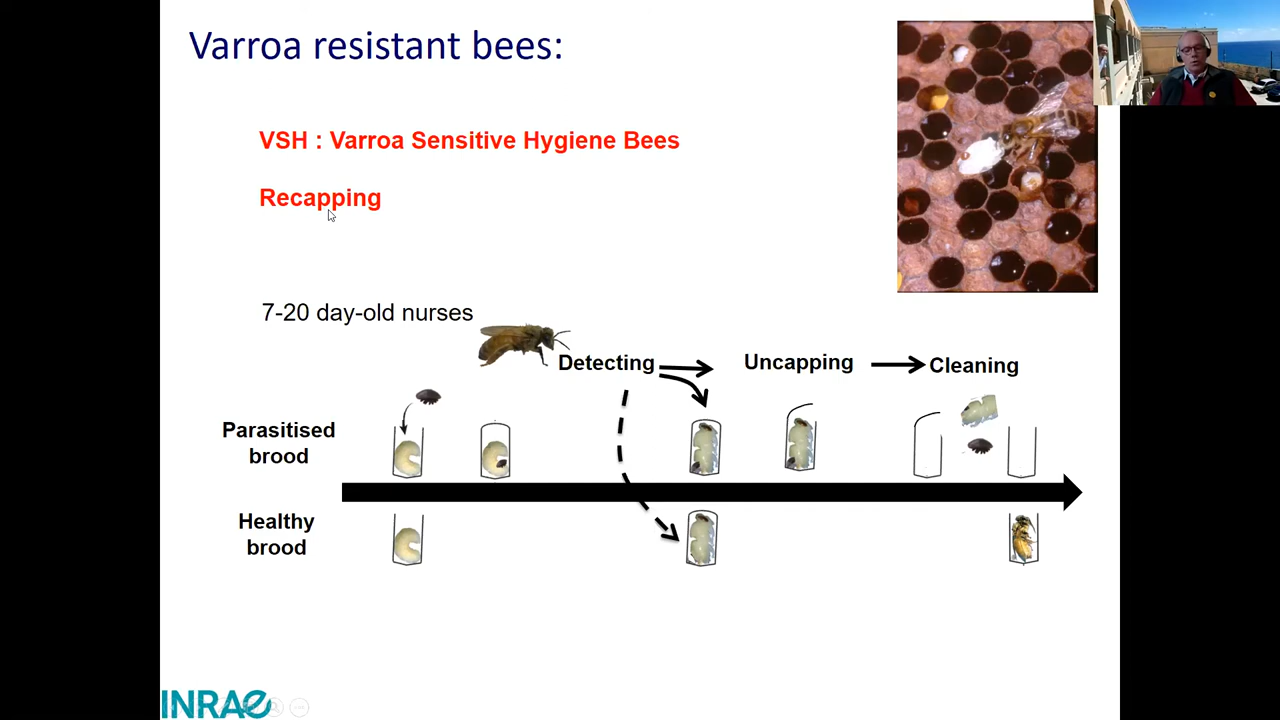 Varroa resistant bees:
VSH : Varroa Sensitive Hygiene Bees
Recapping
7-20 day-old nurses
Detecting
Uncapping
Cleaning
Parasitised
brood
Healthy
brood
INRAE